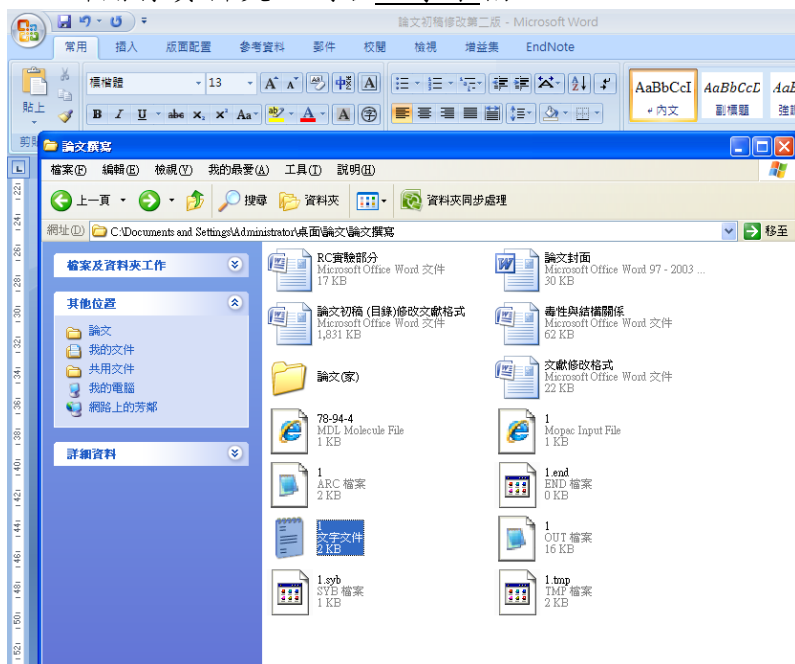 論文初稿修改第二版 - Microsoft Word
常用 插入 版面配置 參考資料 郵件 校閱 檢視 增益集 EndNote
貼上
標楷體 13
B I U abc x₂ x² Aa
AaBbCcI AaBbCcD
內文 副標題
論文撰寫
檔案(F) 編輯(E) 檢視(V) 我的最愛(A) 工具(T) 說明(H)
上一頁 搜尋 資料夾 資料夾同步處理
網址(D) C:\Documents and Settings\Administrator\桌面\論文\論文撰寫 移至
檔案及資料夾工作
其他位置
論文
我的文件
共用文件
我的電腦
網路上的芳鄰
詳細資料
RC實驗部分
Microsoft Office Word 文件
17 KB
論文封面
Microsoft Office Word 97 - 2003 ...
30 KB
論文初稿 (目錄)修改文獻格式
Microsoft Office Word 文件
1,831 KB
毒性與結構關係
Microsoft Office Word 文件
62 KB
論文(家)
文獻修改格式
Microsoft Office Word 文件
22 KB
78-94-4
MDL Molecule File
1 KB
1
Mopac Input File
1 KB
1
ARC 檔案
2 KB
1.end
END 檔案
0 KB
1
文字文件
2 KB
1
OUT 檔案
16 KB
1.syb
SYB 檔案
1 KB
1.tmp
TMP 檔案
2 KB